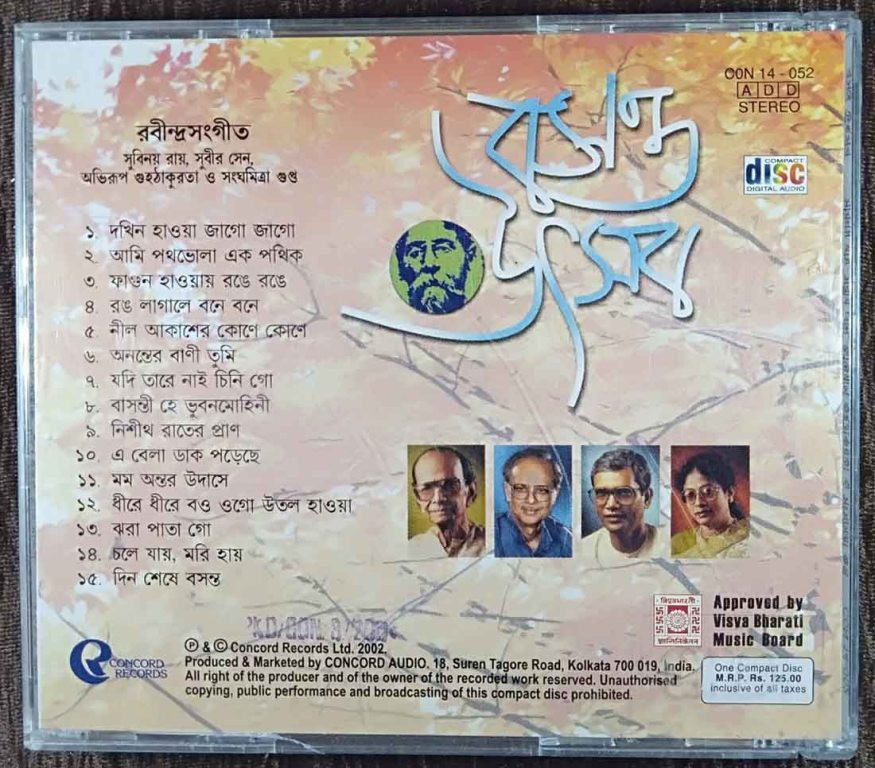 রবীন্দ্রসংগীত
সুবিনয় রায়, সুবীর সেন,
অভিরূপ গুহঠাকুরতা ও সংঘমিত্রা গুপ্ত
১. দখিন হাওয়া জাগো জাগো
২. আমি পথভোলা এক পথিক
৩. ফাগুন হাওয়ায় রঙে রঙে
৪. রঙ লাগালে বনে বনে
৫. নীল আকাশের কোণে কোণে
৬. অনন্তের বাণী তুমি
৭. যদি তারে নাই চিনি গো
৮. বাসন্তী হে ভুবনমোহিনী
৯. নিশীথ রাতের প্রাণ
১০. এ বেলা ডাক পড়েছে
১১. মম অন্তর উদাসে
১২. ধীরে ধীরে বও ওগো উতল হাওয়া
১৩. ঝরা পাতা গো
১৪. চলে যায়, মরি হায়
১৫. দিন শেষে বসন্ত
CON 14 - 052
A D D
STEREO
COMPACT
disc
DIGITAL AUDIO
উৎসব
বিশ্বভারতী
শান্তিনিকেতন
Approved by
Visva Bharati
Music Board
CONCORD
RECORDS
Ⓟ & © Concord Records Ltd. 2002.
Produced & Marketed by CONCORD AUDIO. 18, Suren Tagore Road, Kolkata 700 019, India.
All right of the producer and of the owner of the recorded work reserved. Unauthorised
copying, public performance and broadcasting of this compact disc prohibited.
One Compact Disc
M.R.P. Rs. 125.00
inclusive of all taxes